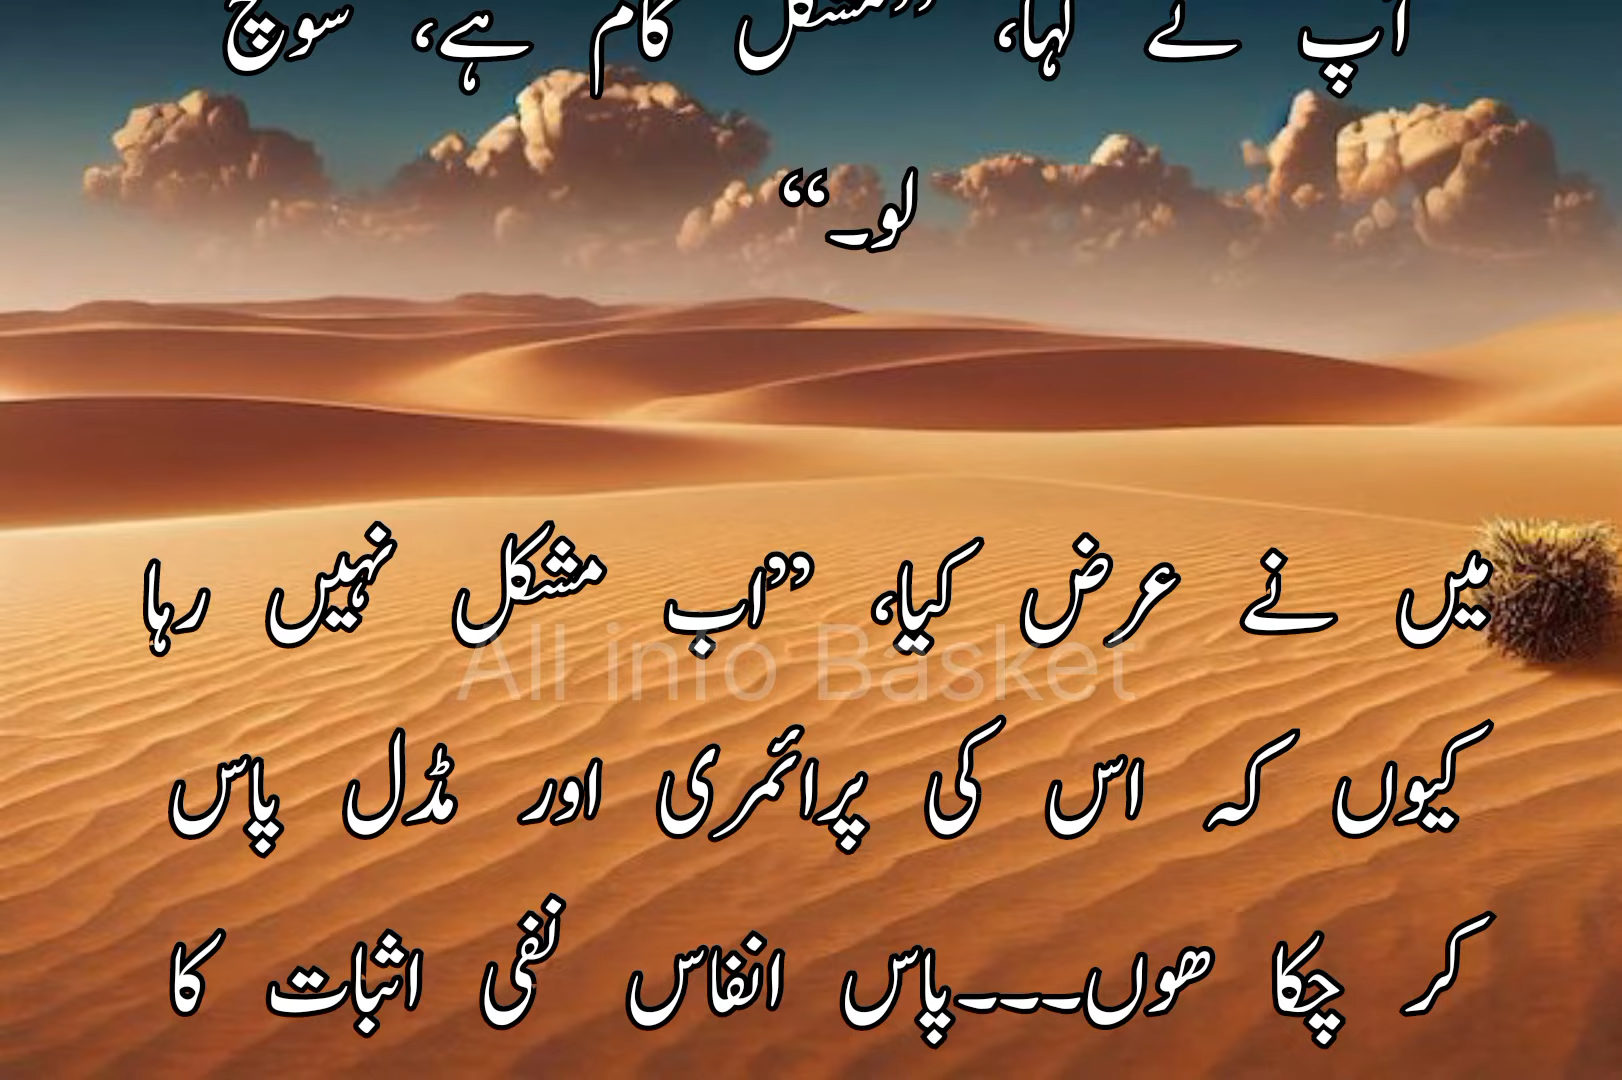 آپ نے کہا، ”مشکل کام ہے، سوچ
لو۔“
میں نے عرض کیا، ”اب مشکل نہیں رہا
All info Basket
کیوں کہ اس کی پرائمری اور مڈل پاس
کر چکا ھوں۔۔۔پاس انفاس نفی اثبات کا